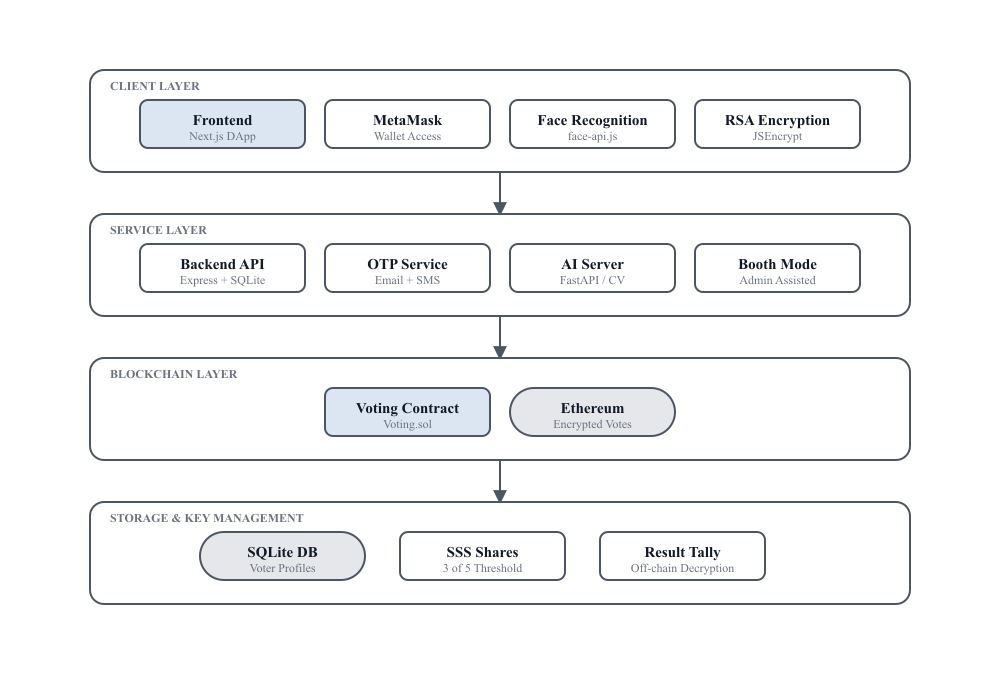 CLIENT LAYER
Frontend
Next.js DApp
MetaMask
Wallet Access
Face Recognition
face-api.js
RSA Encryption
JSEncrypt
SERVICE LAYER
Backend API
Express + SQLite
OTP Service
Email + SMS
AI Server
FastAPI / CV
Booth Mode
Admin Assisted
BLOCKCHAIN LAYER
Voting Contract
Voting.sol
Ethereum
Encrypted Votes
STORAGE & KEY MANAGEMENT
SQLite DB
Voter Profiles
SSS Shares
3 of 5 Threshold
Result Tally
Off-chain Decryption